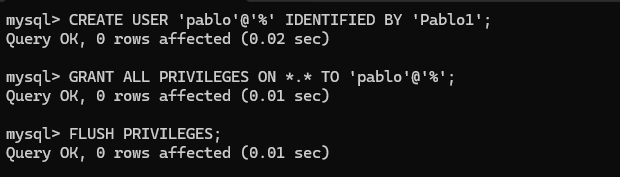 mysql> CREATE USER 'pablo'@'%' IDENTIFIED BY 'Pablo1';
Query OK, 0 rows affected (0.02 sec)
mysql> GRANT ALL PRIVILEGES ON *.* TO 'pablo'@'%';
Query OK, 0 rows affected (0.01 sec)
mysql> FLUSH PRIVILEGES;
Query OK, 0 rows affected (0.01 sec)